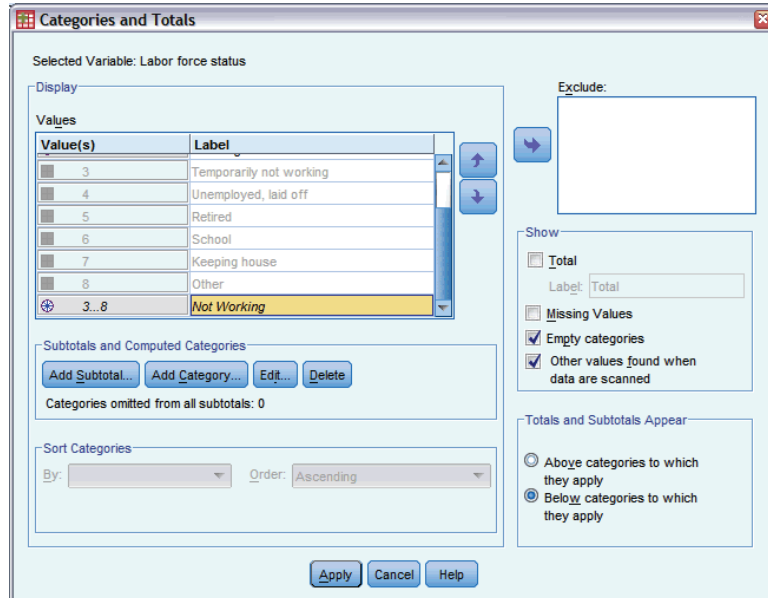 Categories and Totals
Selected Variable: Labor force status
Display
Values
Value(s) Label
3 Temporarily not working
4 Unemployed, laid off
5 Retired
6 School
7 Keeping house
8 Other
3...8 Not Working
Subtotals and Computed Categories
Add Subtotal... Add Category... Edit... Delete
Categories omitted from all subtotals: 0
Sort Categories
By: Order: Ascending
Exclude:
Show
Total
Label: Total
Missing Values
Empty categories
Other values found when
data are scanned
Totals and Subtotals Appear
Above categories to which
they apply
Below categories to which
they apply
Apply Cancel Help